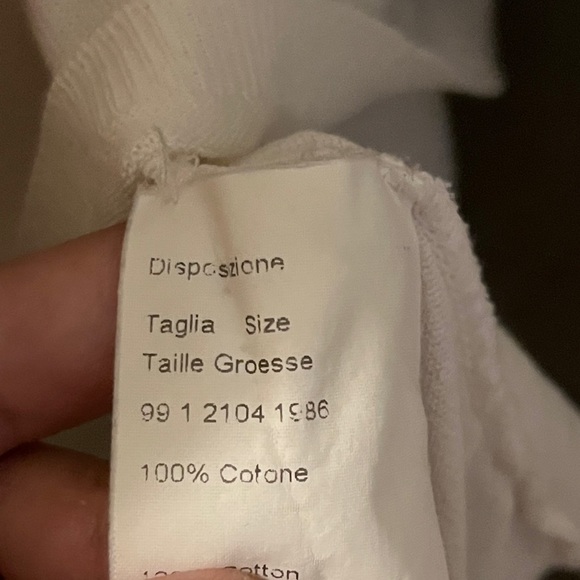 Disposizione
Taglia Size
Taille Groesse
99 1 2104 1986
100% Cotone